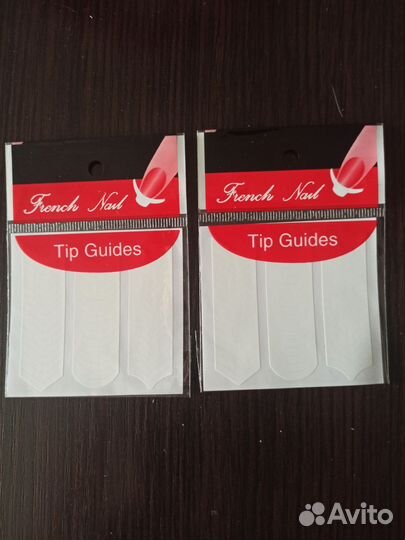 French Nail
Tip Guides
French Nail
Tip Guides
Avito